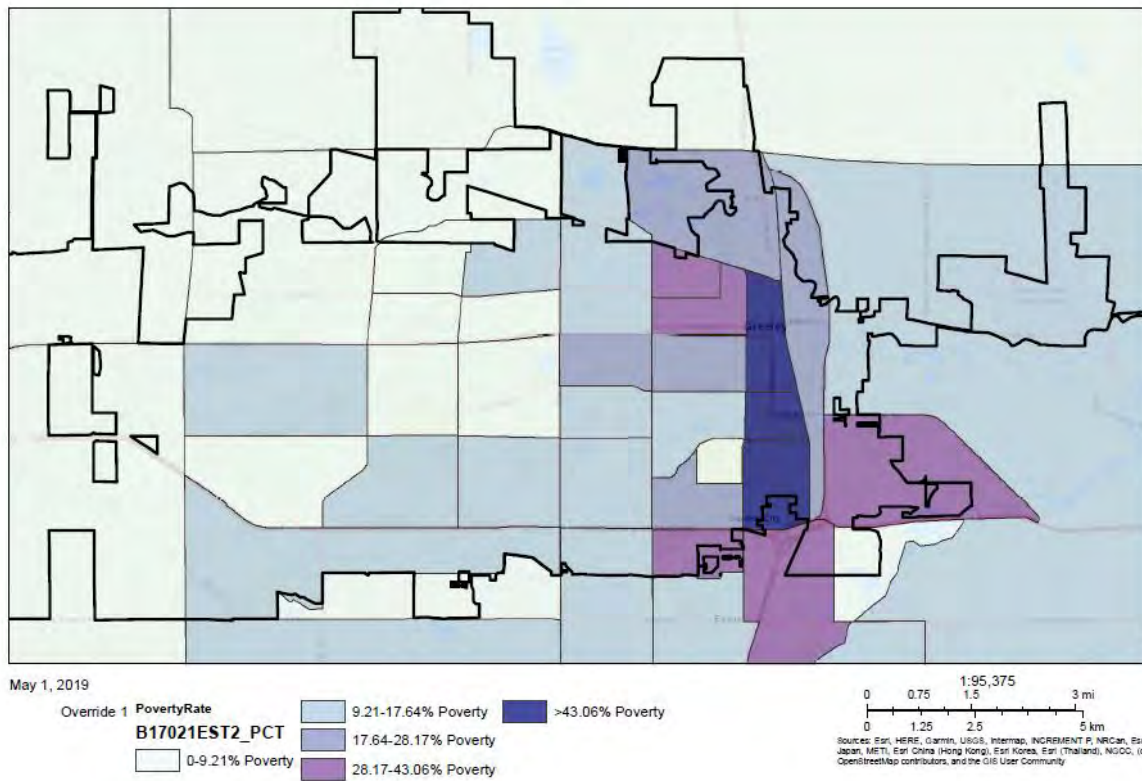 Greeley
May 1, 2019
Override 1
PovertyRate
B17021EST2_PCT
0-9.21% Poverty
9.21-17.64% Poverty
17.64-28.17% Poverty
28.17-43.06% Poverty
>43.06% Poverty
1:95,375
0 0.75 1.5 3 mi
0 1.25 2.5 5 km
Sources: Esri, HERE, Garmin, USGS, Intermap, INCREMENT P, NRCan, Es
Japan, METI, Esri China (Hong Kong), Esri Korea, Esri (Thailand), NGCC, (c
OpenStreetMap contributors, and the GIS User Community